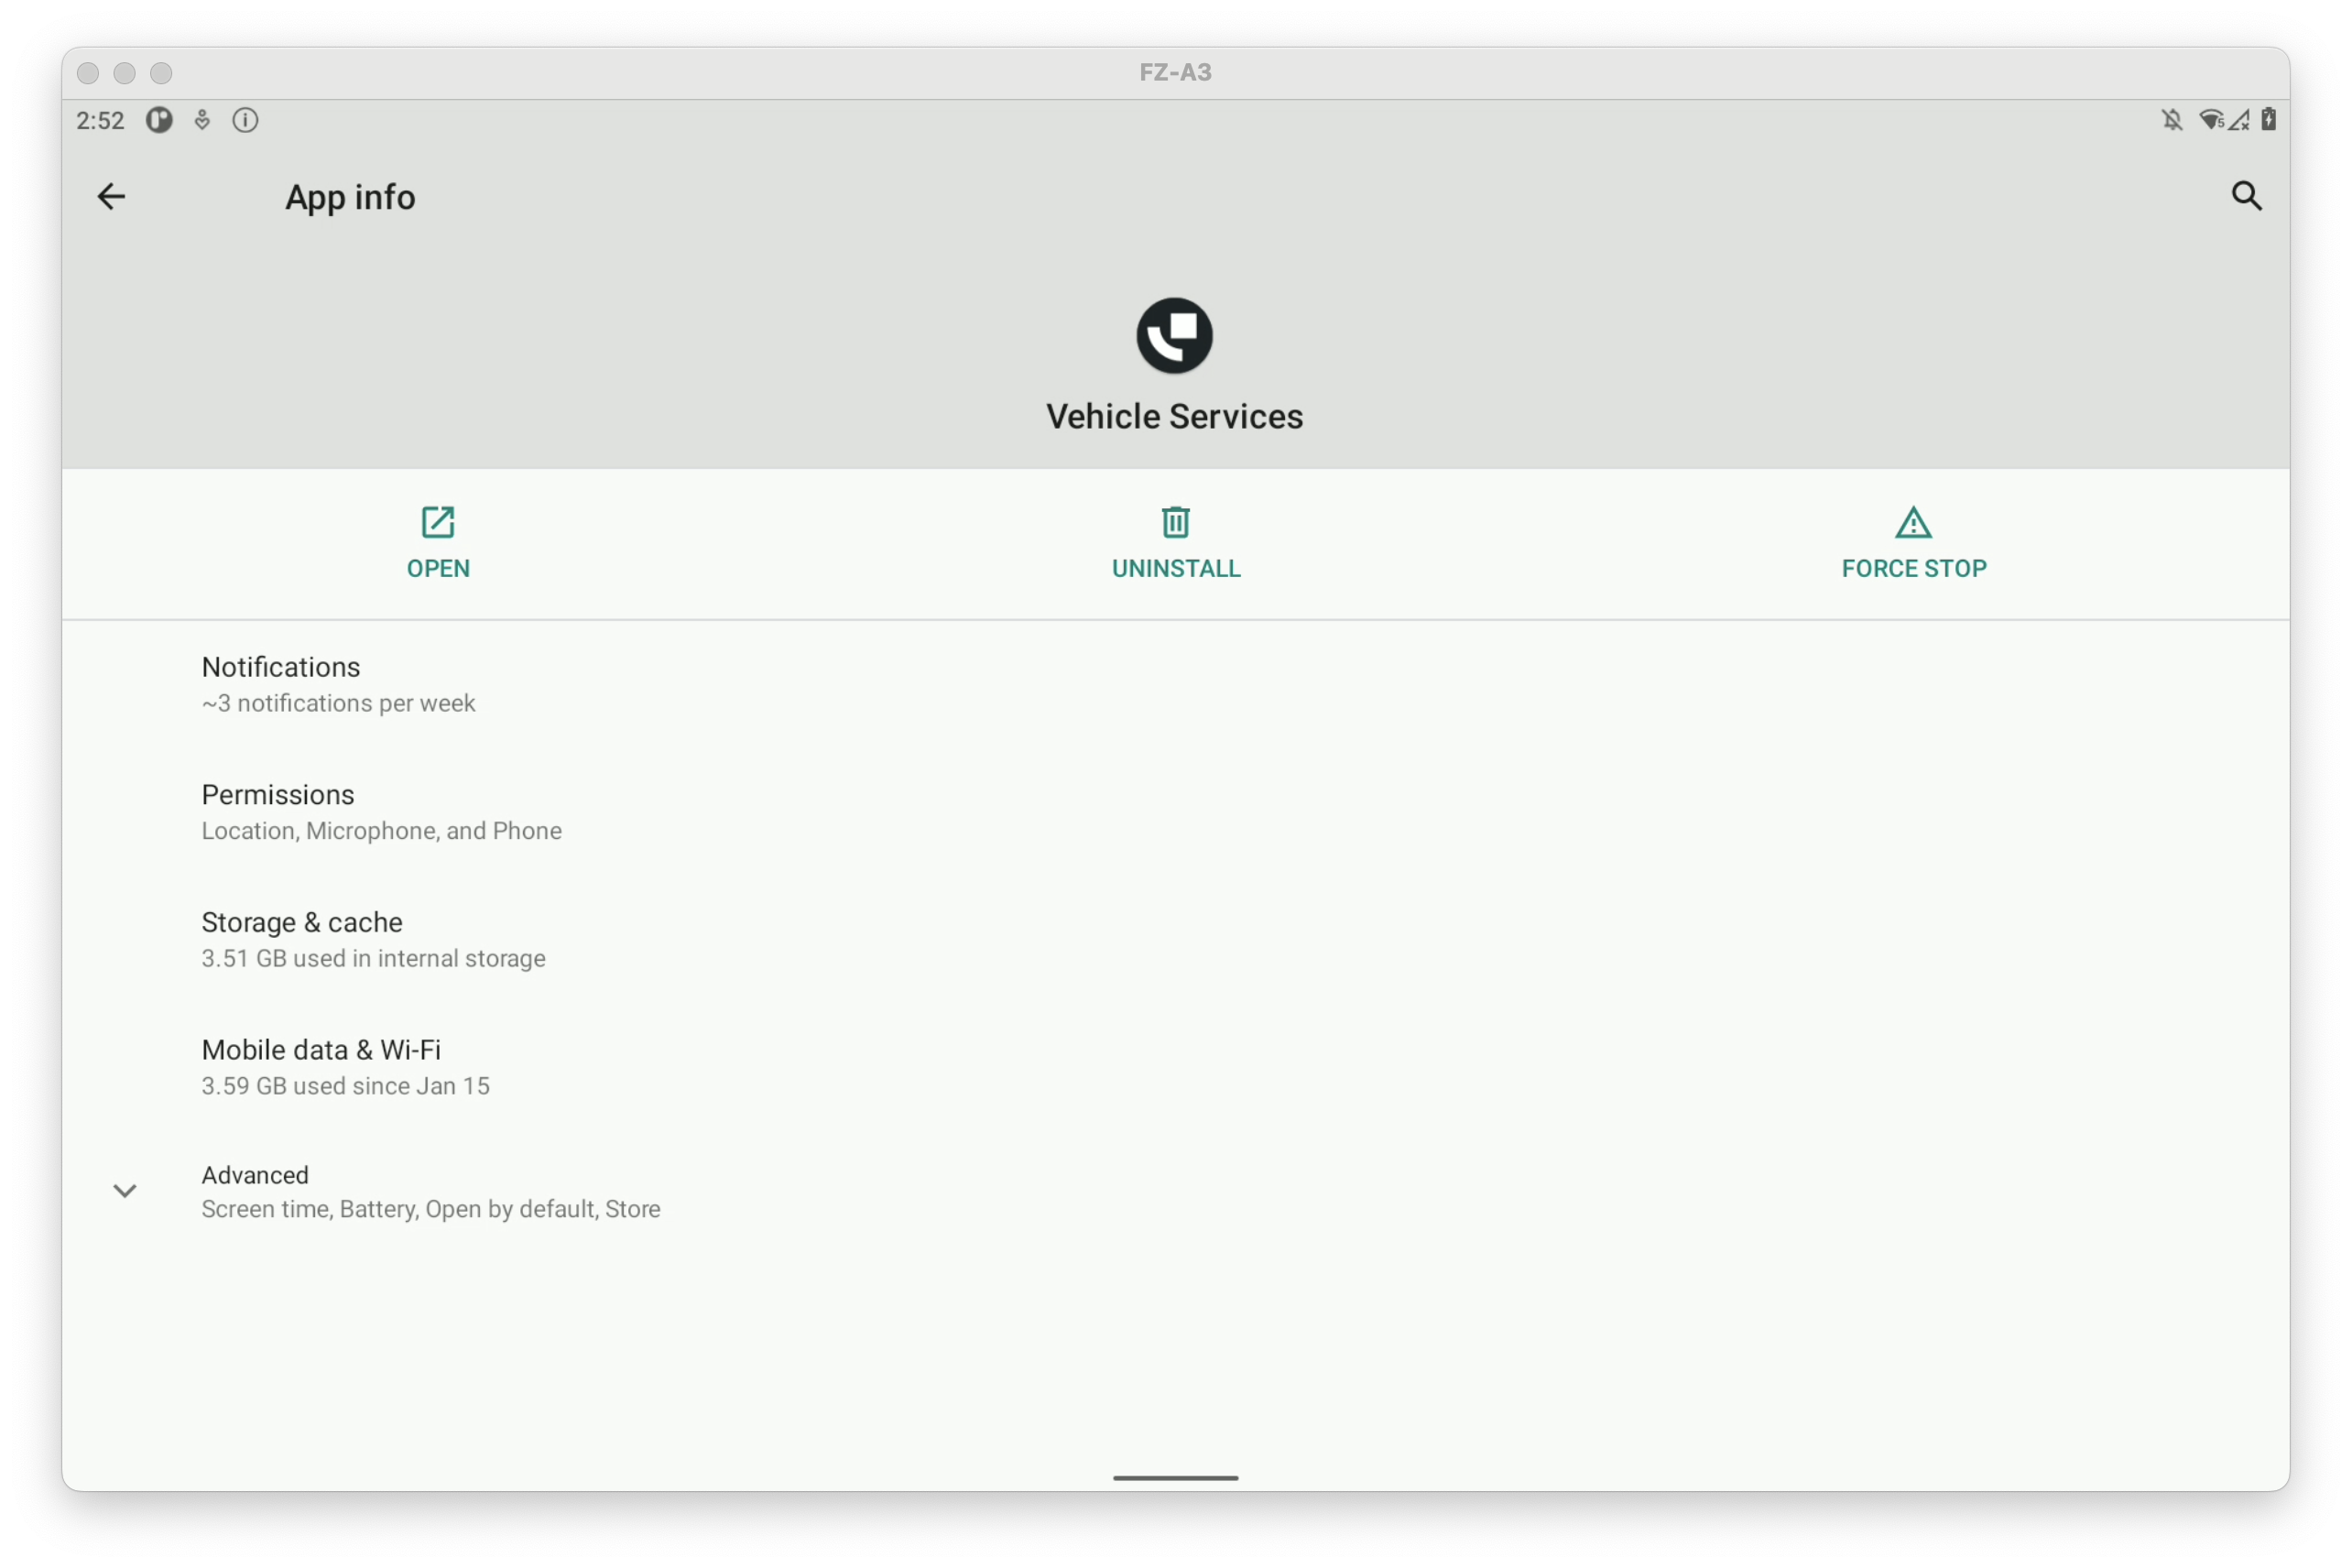 FZ-A3
2:52
5
App info
Vehicle Services
OPEN
UNINSTALL
FORCE STOP
Notifications
~3 notifications per week
Permissions
Location, Microphone, and Phone
Storage & cache
3.51 GB used in internal storage
Mobile data & Wi-Fi
3.59 GB used since Jan 15
Advanced
Screen time, Battery, Open by default, Store